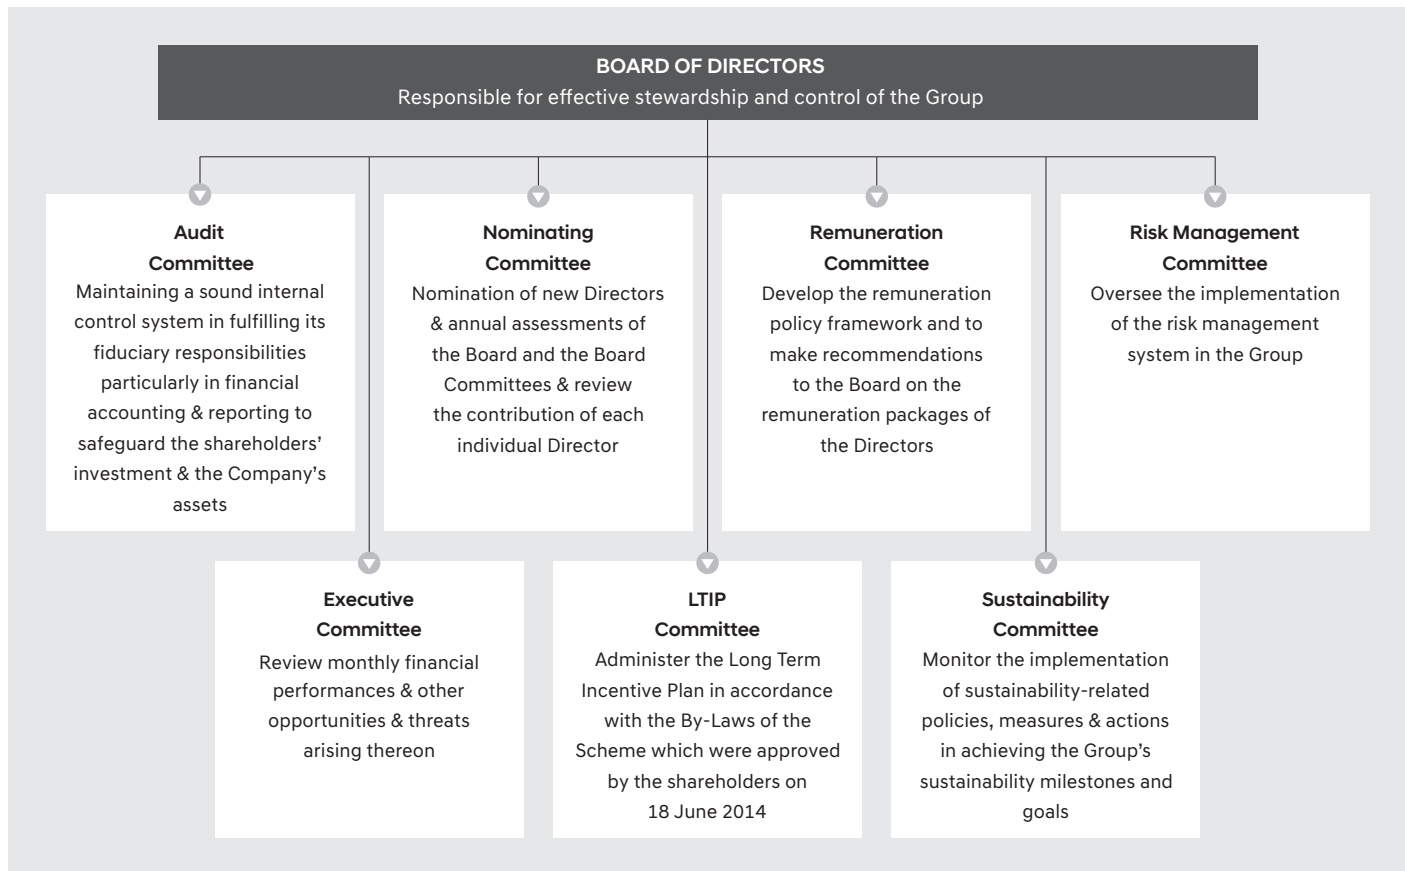 BOARD OF DIRECTORS
Responsible for effective stewardship and control of the Group
Audit
Committee
Maintaining a sound internal
control system in fulfilling its
fiduciary responsibilities
particularly in financial
accounting & reporting to
safeguard the shareholders’
investment & the Company’s
assets
Nominating
Committee
Nomination of new Directors
& annual assessments of
the Board and the Board
Committees & review
the contribution of each
individual Director
Remuneration
Committee
Develop the remuneration
policy framework and to
make recommendations
to the Board on the
remuneration packages of
the Directors
Risk Management
Committee
Oversee the implementation
of the risk management
system in the Group
Executive
Committee
Review monthly financial
performances & other
opportunities & threats
arising thereon
LTIP
Committee
Administer the Long Term
Incentive Plan in accordance
with the By-Laws of the
Scheme which were approved
by the shareholders on
18 June 2014
Sustainability
Committee
Monitor the implementation
of sustainability-related
policies, measures & actions
in achieving the Group’s
sustainability milestones and
goals